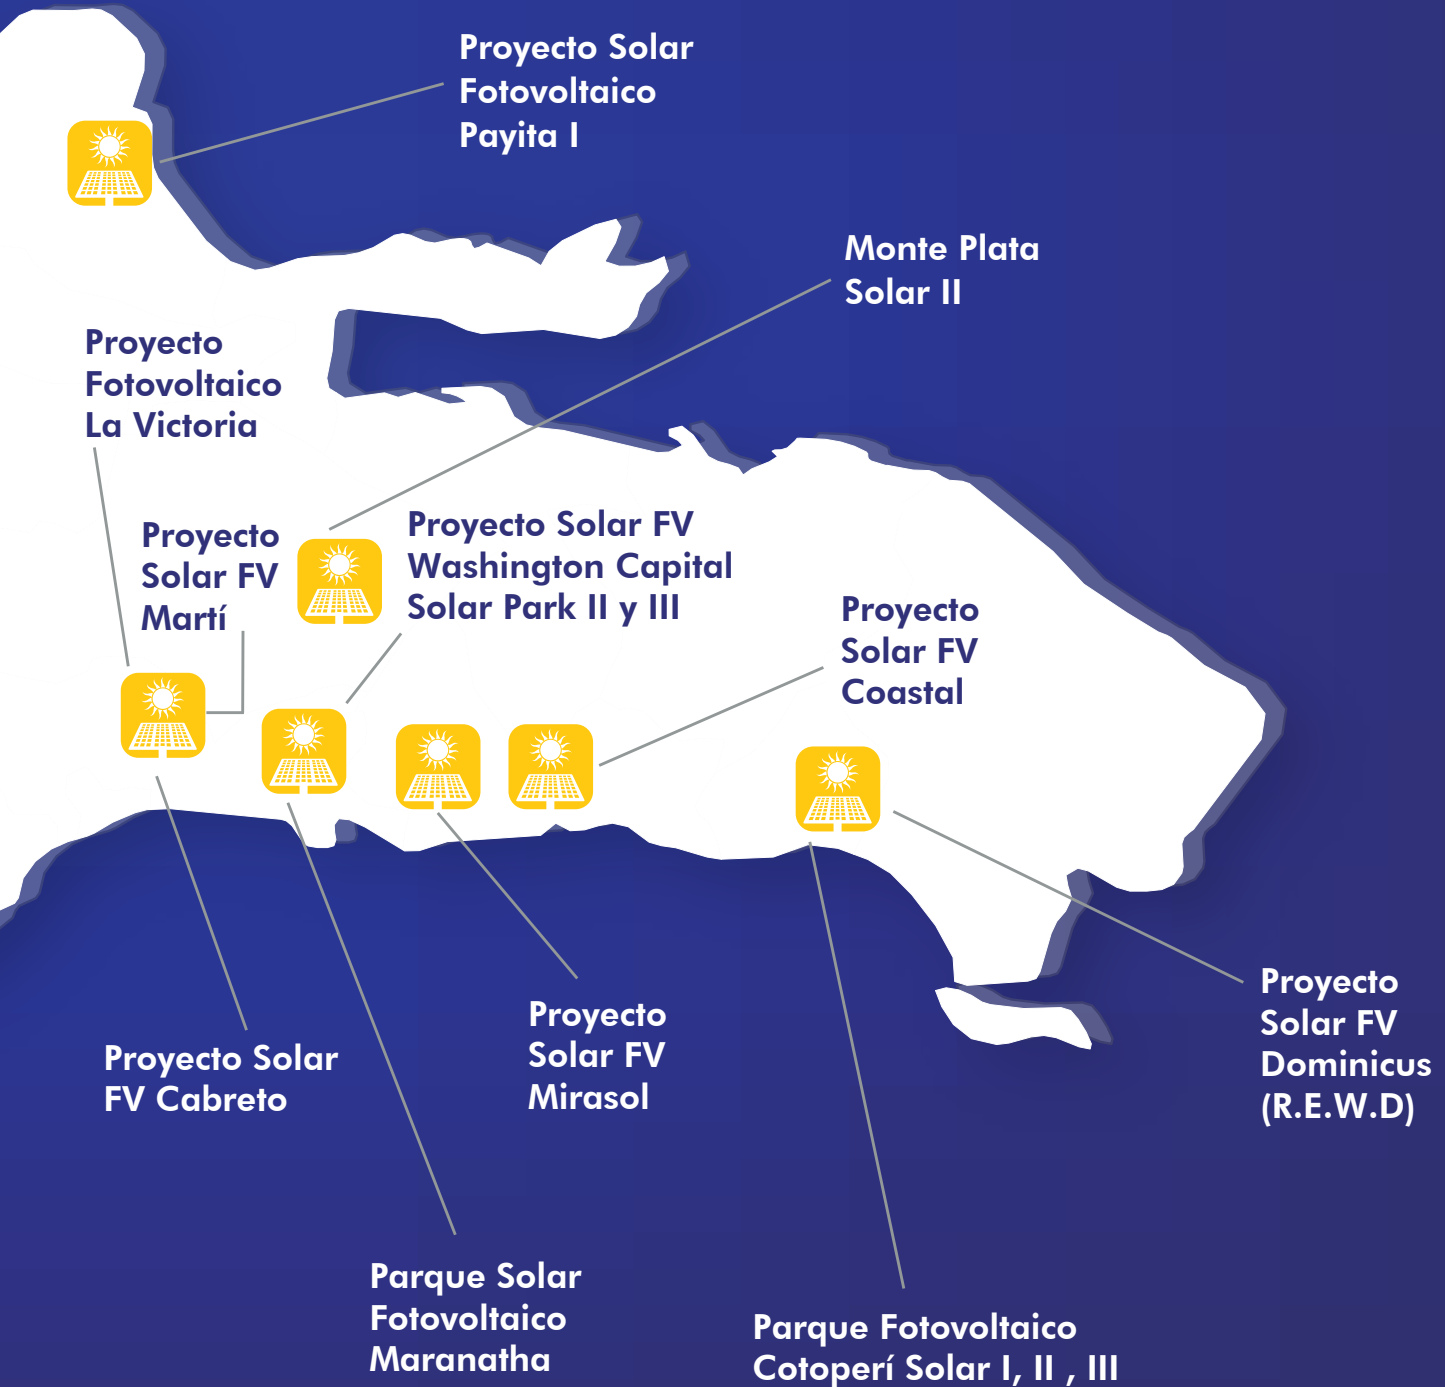 Proyecto Solar
Fotovoltaico
Payita I
Monte Plata
Solar II
Proyecto
Fotovoltaico
La Victoria
Proyecto
Solar FV
Martí
Proyecto Solar FV
Washington Capital
Solar Park II y III
Proyecto
Solar FV
Coastal
Proyecto
Solar FV
Dominicus
(R.E.W.D)
Proyecto
Solar FV
Mirasol
Proyecto Solar
FV Cabreto
Parque Solar
Fotovoltaico
Maranatha
Parque Fotovoltaico
Cotoperí Solar I, II , III